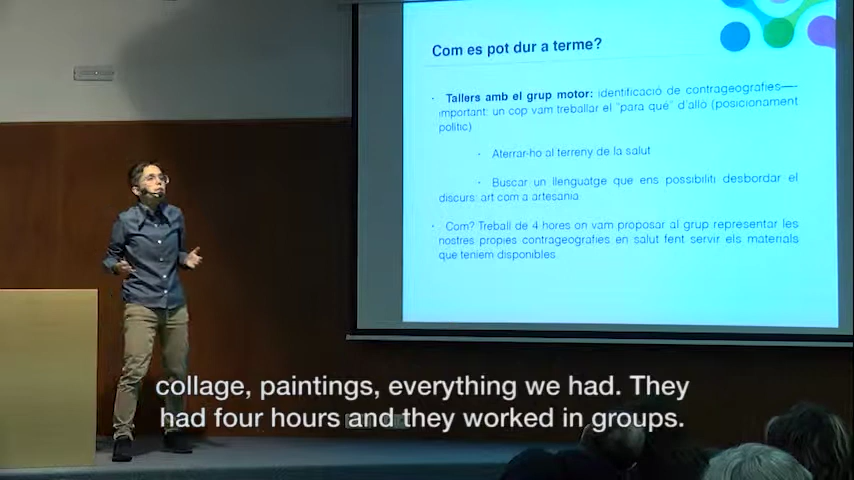 Com es pot dur a terme?
· Tallers amb el grup motor: identificació de contrageografies—-
important: un cop vam treballar el "para qué" d'allò (posicionament
polític)
· Aterrar-ho al terreny de la salut
· Buscar un llenguatge que ens possibiliti desbordar el
discurs: art com a artesania
· Com? Treball de 4 hores on vam proposar al grup representar les
nostres pròpies contrageografies en salut fent servir els materials
que teníem disponibles.
collage, paintings, everything we had. They
had four hours and they worked in groups.